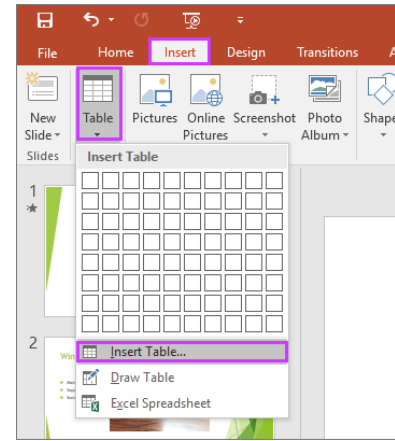 File Home Insert Design Transitions
New Slide Table Pictures Online Pictures Screenshot Photo Album Shape
Slides
Insert Table
1
2
Insert Table...
Draw Table
Excel Spreadsheet